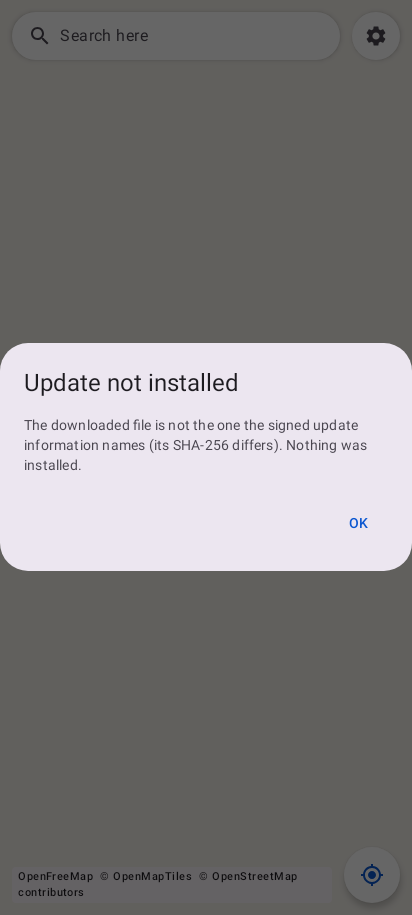 Search here
Update not installed
The downloaded file is not the one the signed update
information names (its SHA-256 differs). Nothing was
installed.
OK
OpenFreeMap © OpenMapTiles © OpenStreetMap
contributors